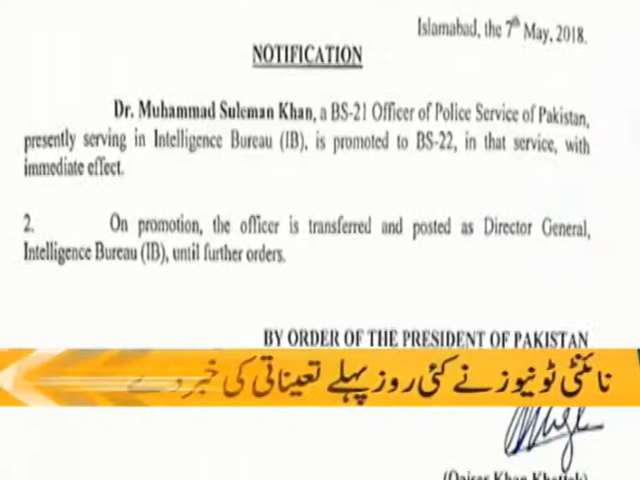 Islamabad, the 7th May, 2018.
NOTIFICATION
Dr. Muhammad Suleman Khan, a BS-21 Officer of Police Service of Pakistan,
presently serving in Intelligence Bureau (IB), is promoted to BS-22, in that service, with
immediate effect.
2. On promotion, the officer is transferred and posted as Director General,
Intelligence Bureau (IB), until further orders.
BY ORDER OF THE PRESIDENT OF PAKISTAN
نائنٹی ٹو نیوز نے کئی روز پہلے تعیناتی کی خبر دے